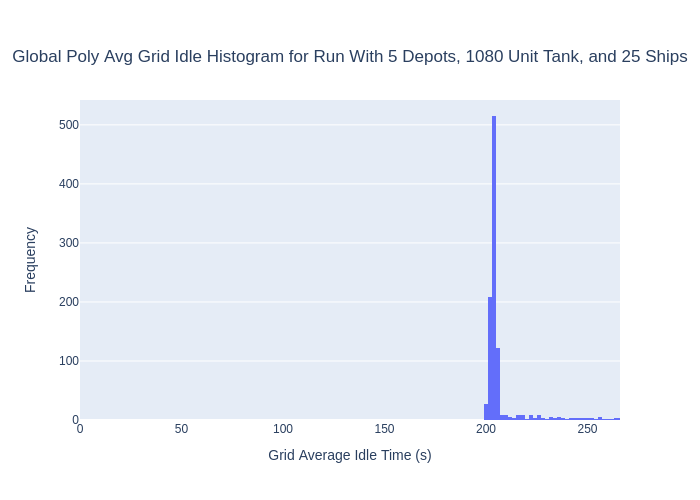 Global Poly Avg Grid Idle Histogram for Run With 5 Depots, 1080 Unit Tank, and 25 Ships
500
400
300
200
100
0
Frequency
0 50 100 150 200 250
Grid Average Idle Time (s)